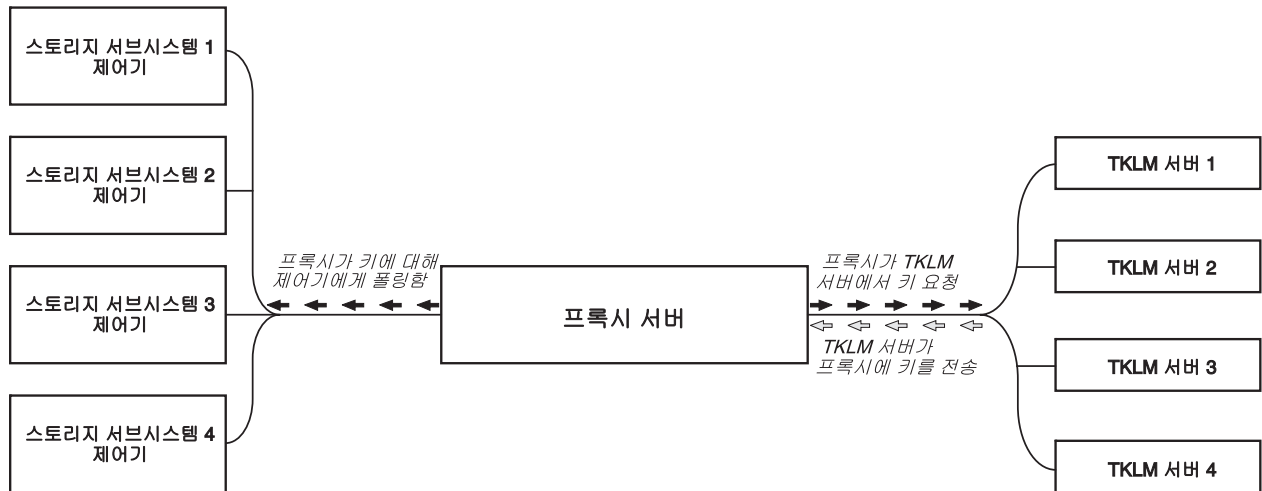 스토리지 서브시스템 1
제어기
스토리지 서브시스템 2
제어기
스토리지 서브시스템 3
제어기
스토리지 서브시스템 4
제어기
프록시가 키에 대해
제어기에게 폴링함
프록시 서버
프록시가 TKLM
서버에서 키 요청
TKLM 서버가
프록시에 키를 전송
TKLM 서버 1
TKLM 서버 2
TKLM 서버 3
TKLM 서버 4